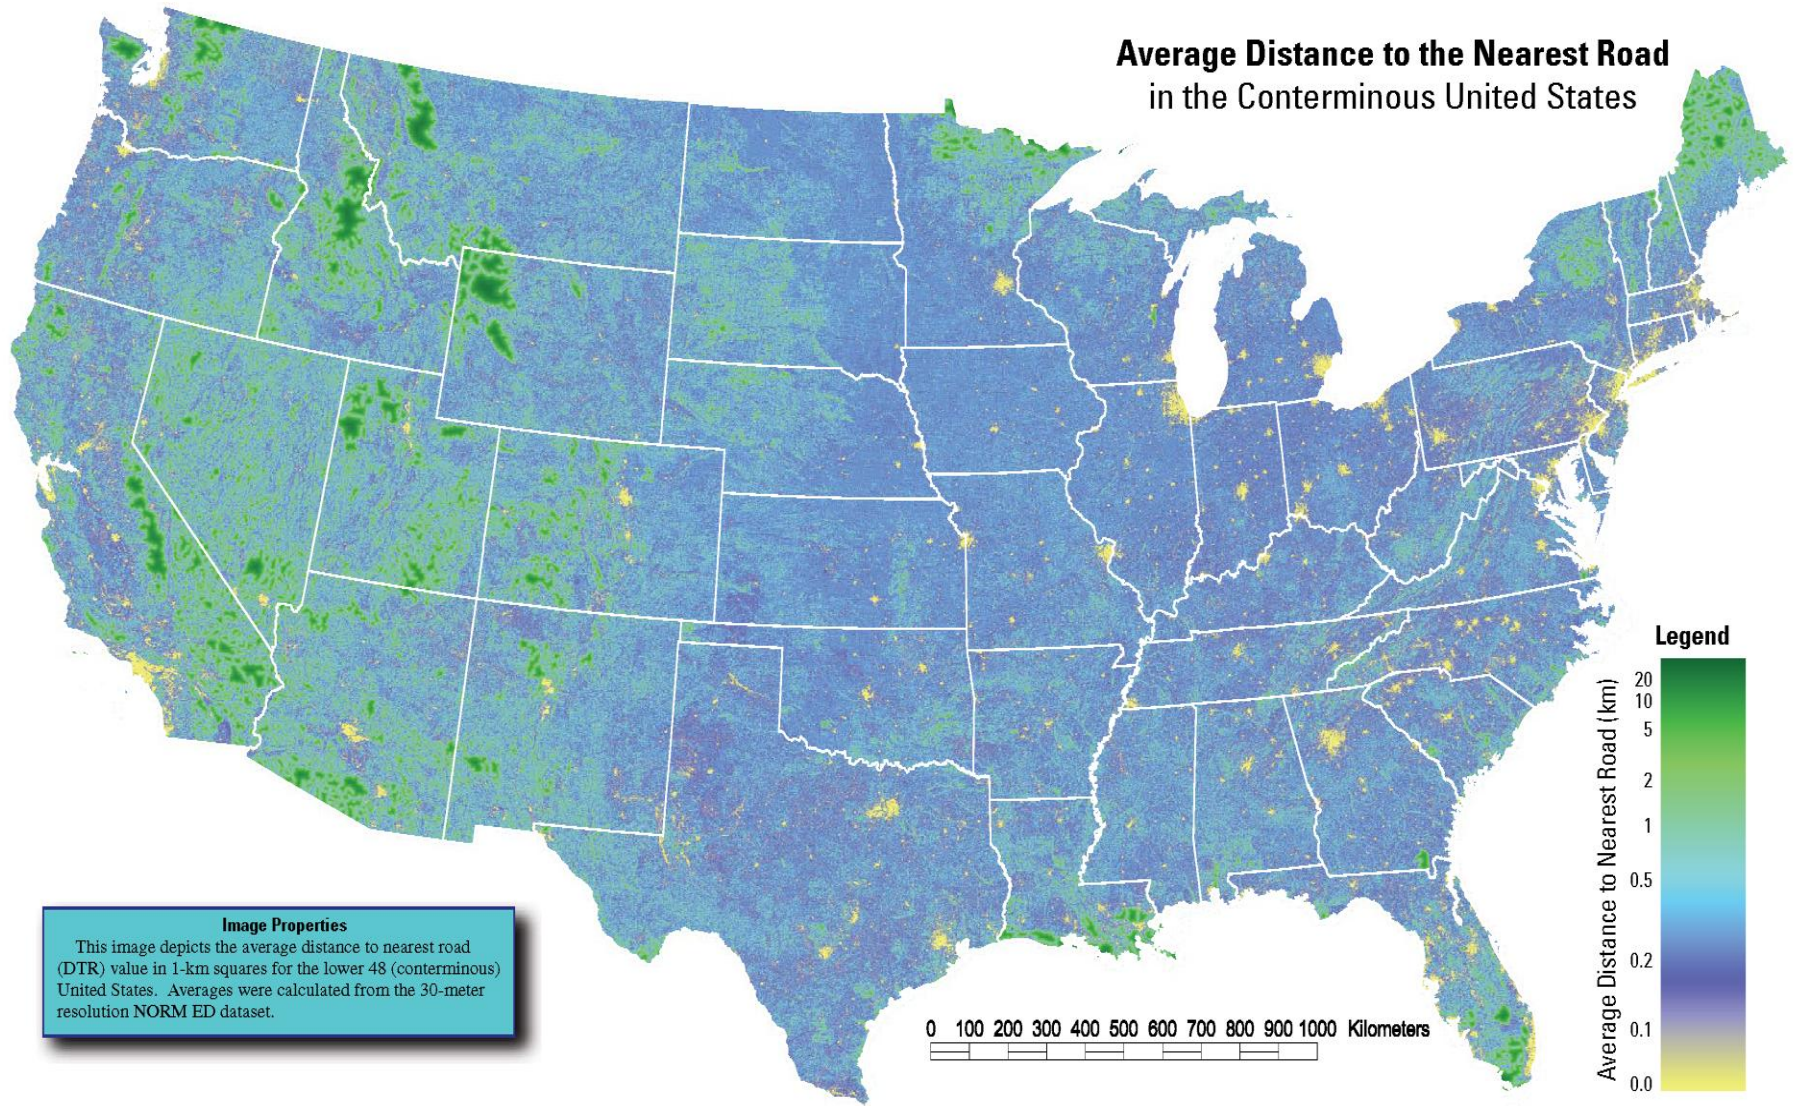 Average Distance to the Nearest Road
in the Conterminous United States
Legend
Average Distance to Nearest Road (km)
20
10
5
2
1
0.5
0.2
0.1
0.0
Image Properties
This image depicts the average distance to nearest road
(DTR) value in 1-km squares for the lower 48 (conterminous)
United States. Averages were calculated from the 30-meter
resolution NORM ED dataset.
0 100 200 300 400 500 600 700 800 900 1000 Kilometers